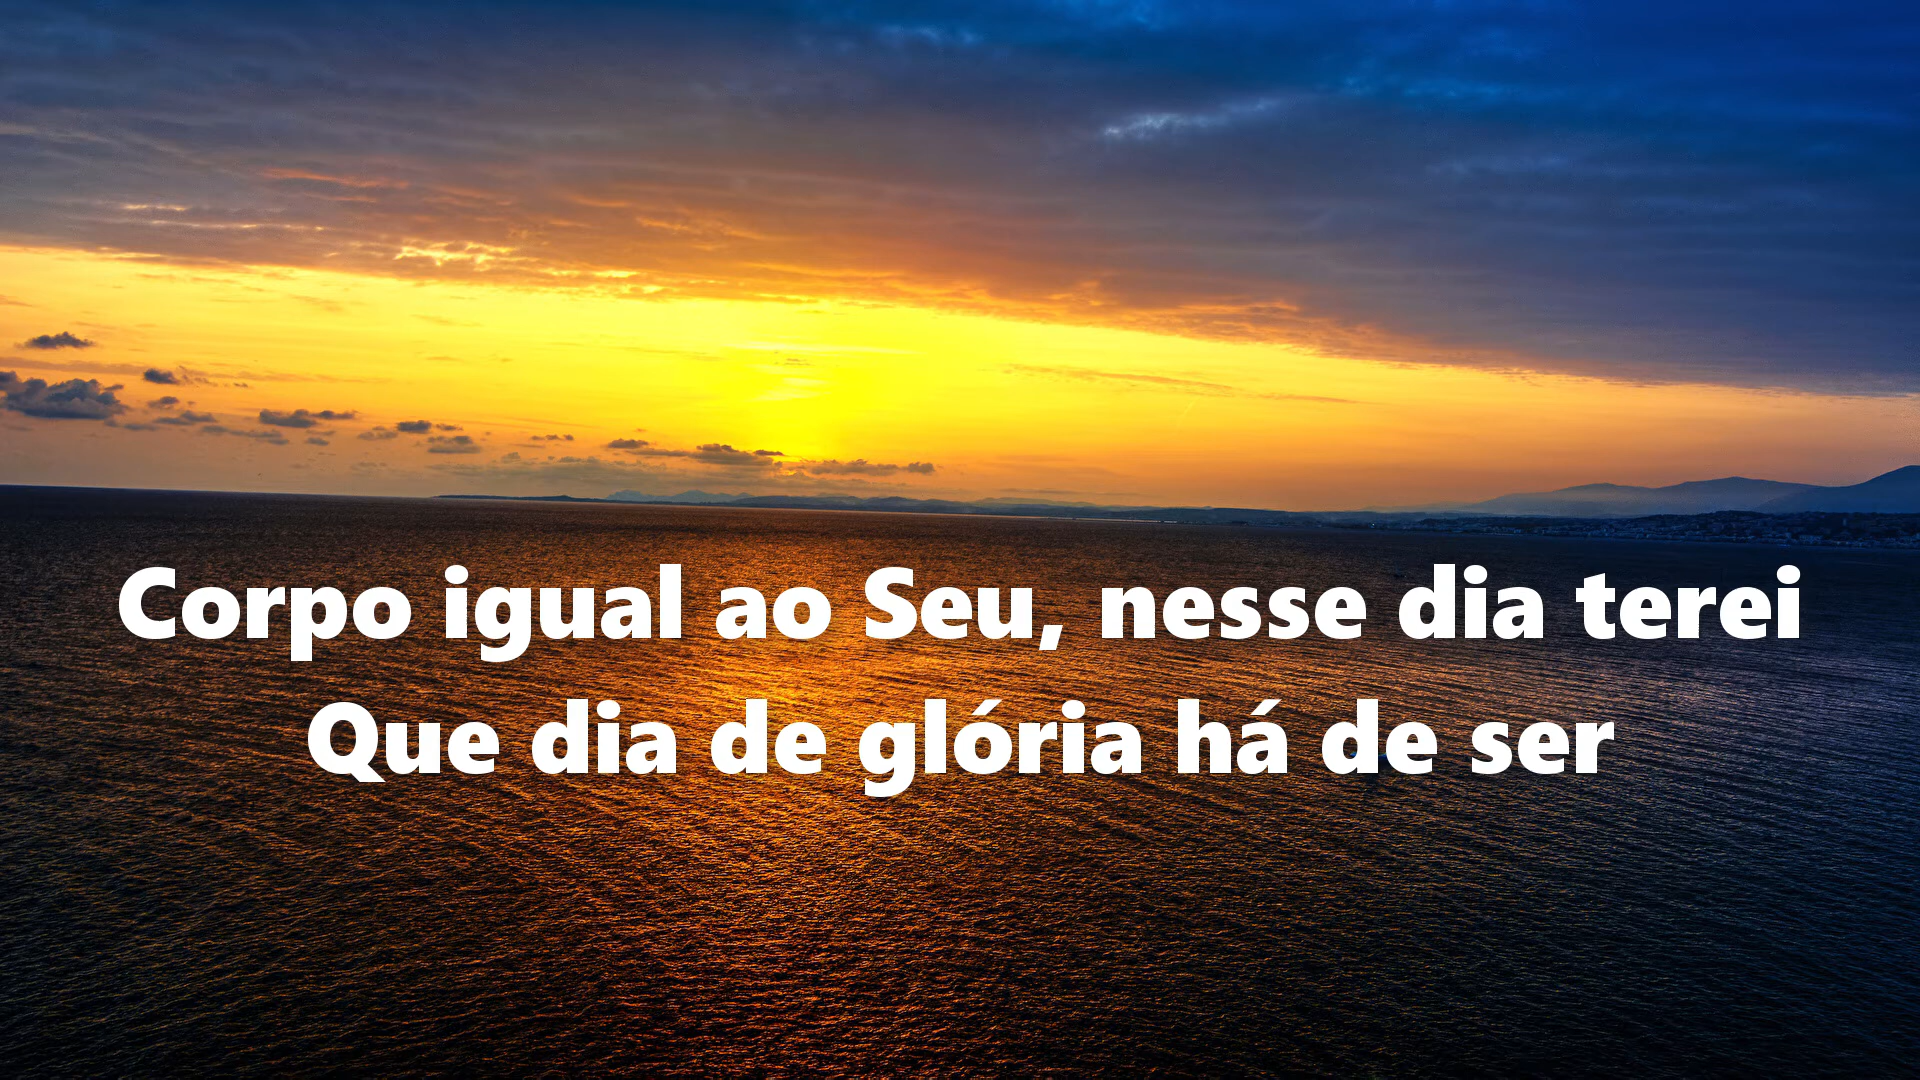 Corpo igual ao Seu, nesse dia terei
Que dia de glória há de ser